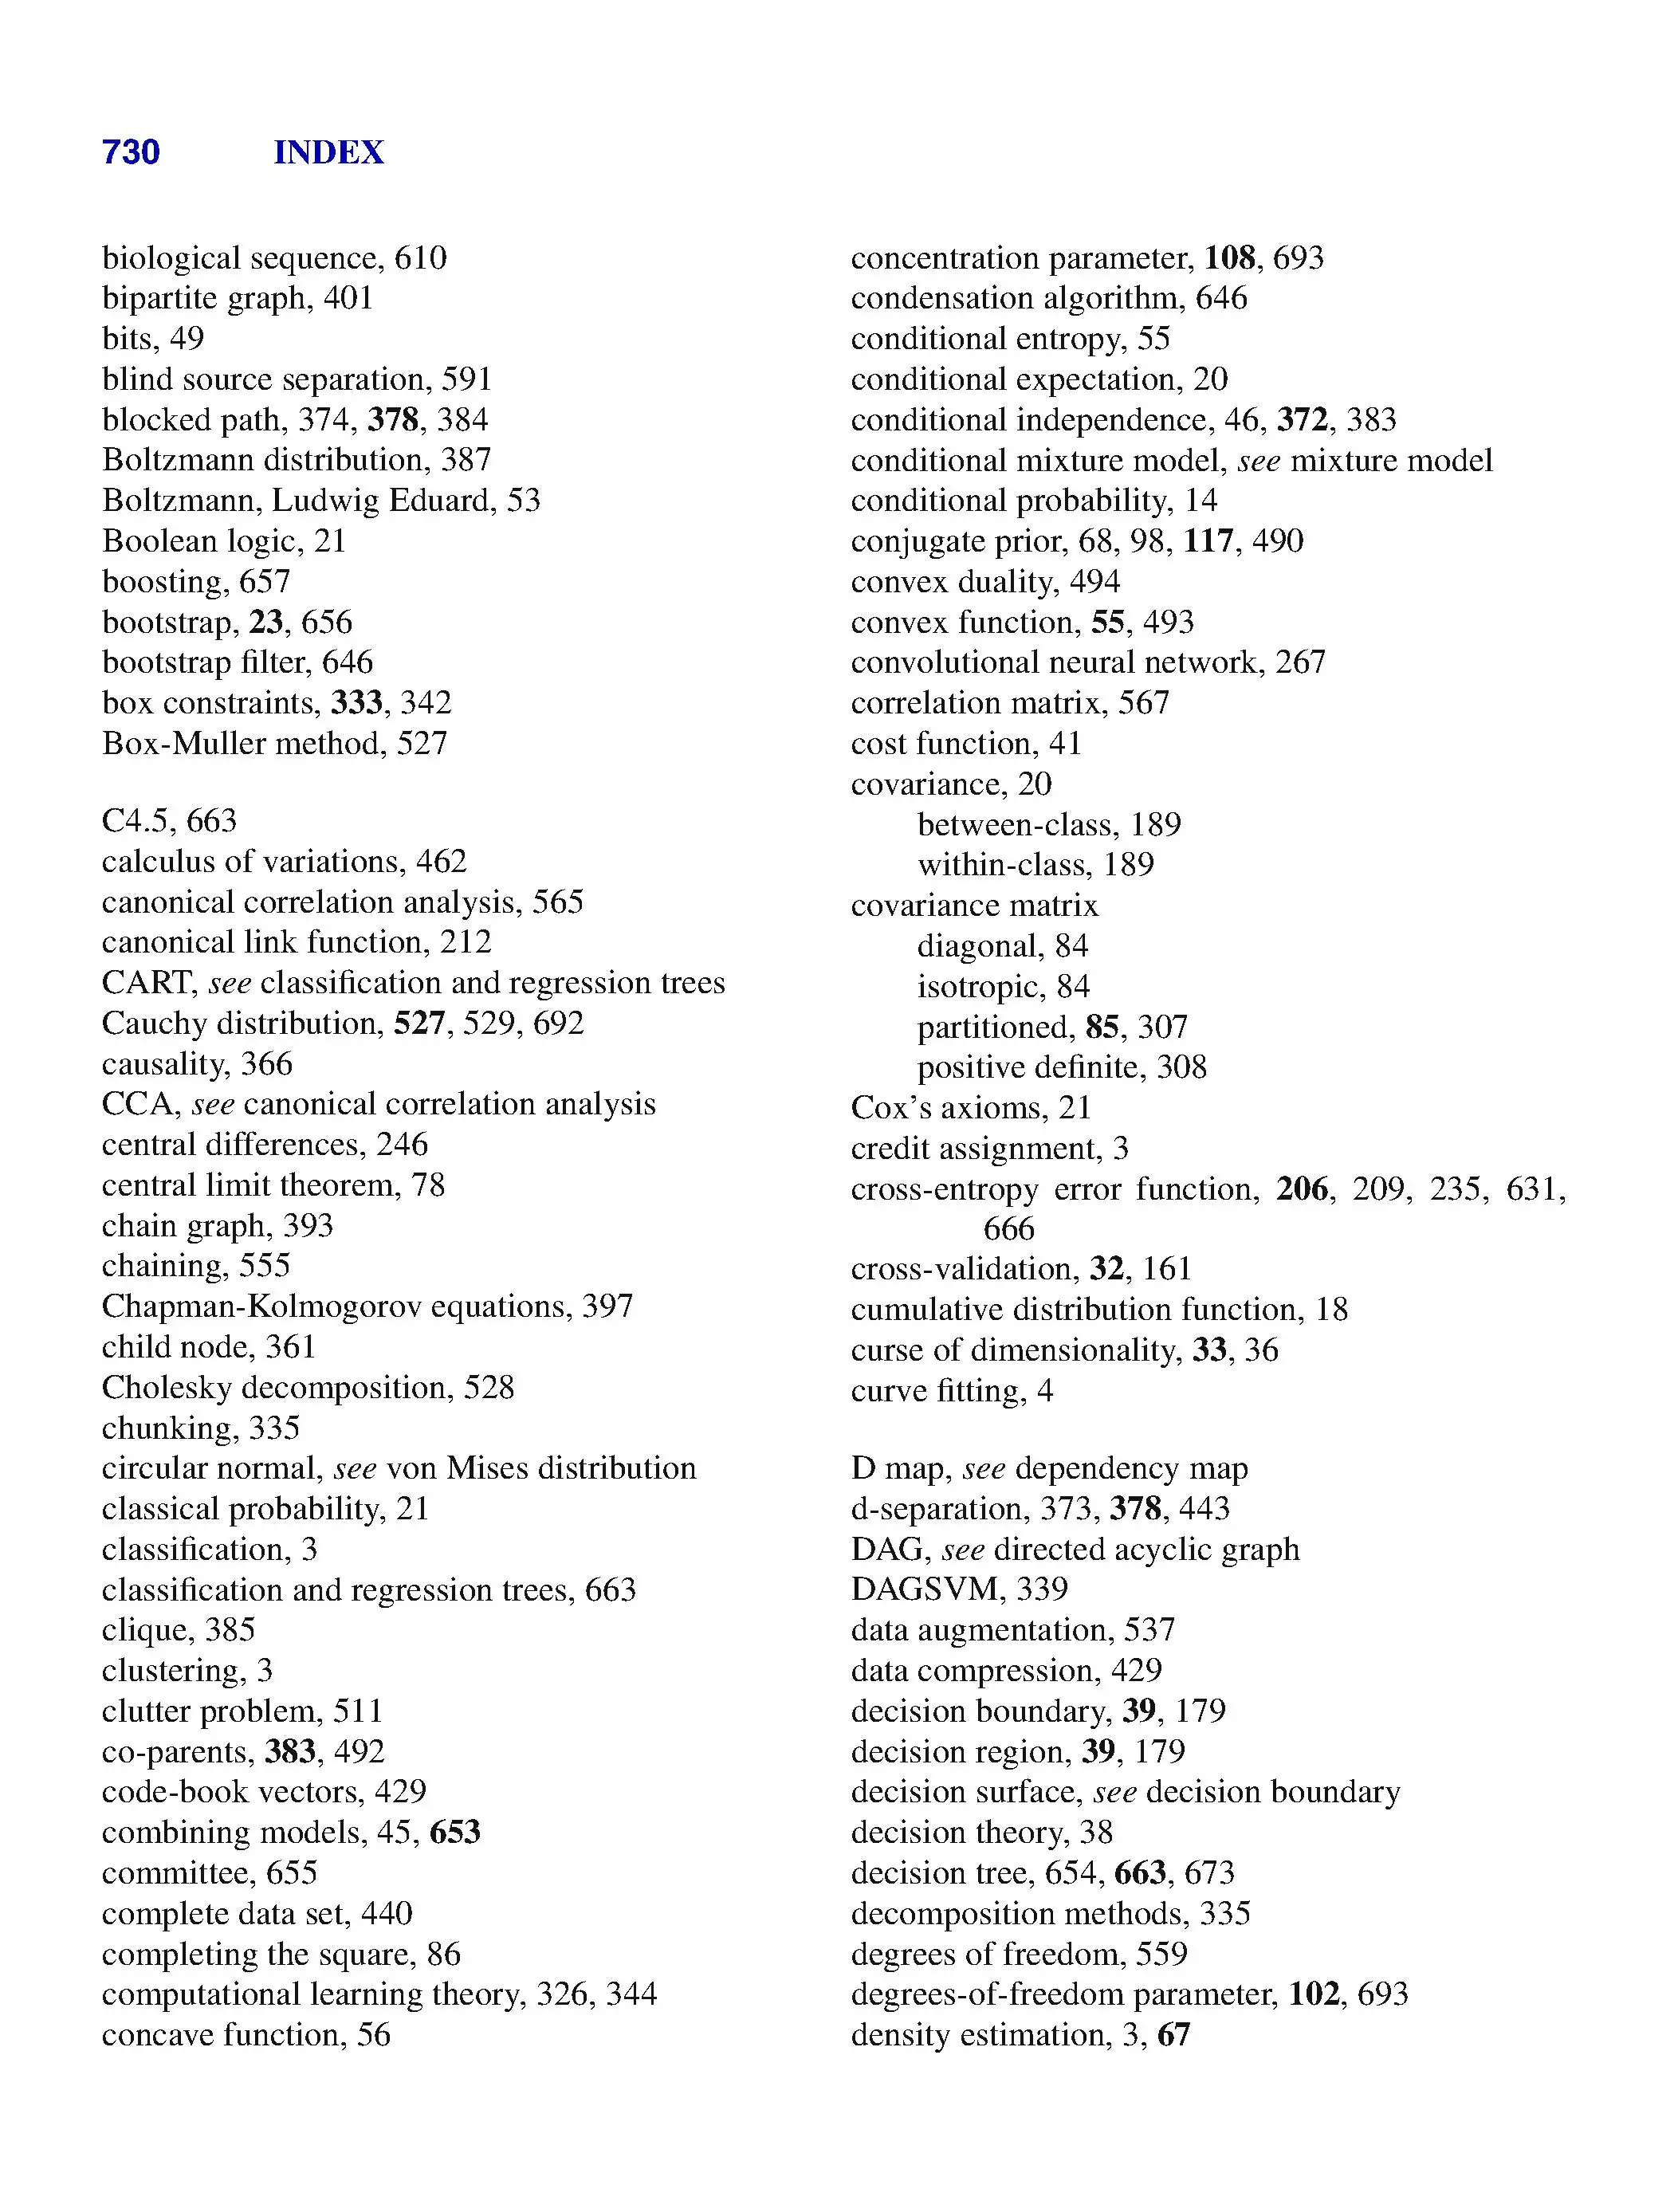 730 INDEX
biological sequence, 610
bipartite graph, 401
bits, 49
blind source separation, 591
blocked path, 374, 378, 384
Boltzmann distribution, 387
Boltzmann, Ludwig Eduard, 53
Boolean logic, 21
boosting, 657
bootstrap, 23, 656
bootstrap filter, 646
box constraints, 333, 342
Box-Muller method, 527
C4.5, 663
calculus of variations, 462
canonical correlation analysis, 565
canonical link function, 212
CART, see classification and regression trees
Cauchy distribution, 527, 529, 692
causality, 366
CCA, see canonical correlation analysis
central differences, 246
central limit theorem, 78
chain graph, 393
chaining, 555
Chapman-Kolmogorov equations, 397
child node, 361
Cholesky decomposition, 528
chunking, 335
circular normal, see von Mises distribution
classical probability, 21
classification, 3
classification and regression trees, 663
clique, 385
clustering, 3
clutter problem, 511
co-parents, 383, 492
code-book vectors, 429
combining models, 45, 653
committee, 655
complete data set, 440
completing the square, 86
computational learning theory, 326, 344
concave function, 56
concentration parameter, 108, 693
condensation algorithm, 646
conditional entropy, 55
conditional expectation, 20
conditional independence, 46, 372, 383
conditional mixture model, see mixture model
conditional probability, 14
conjugate prior, 68, 98, 117, 490
convex duality, 494
convex function, 55, 493
convolutional neural network, 267
correlation matrix, 567
cost function, 41
covariance, 20
between-class, 189
within-class, 189
covariance matrix
diagonal, 84
isotropic, 84
partitioned, 85, 307
positive definite, 308
Cox's axioms, 21
credit assignment, 3
cross-entropy error function, 206, 209, 235, 631,
666
cross-validation, 32, 161
cumulative distribution function, 18
curse of dimensionality, 33, 36
curve fitting, 4
D map, see dependency map
d-separation, 373, 378, 443
DAG, see directed acyclic graph
DAGSVM, 339
data augmentation, 537
data compression, 429
decision boundary, 39, 179
decision region, 39, 179
decision surface, see decision boundary
decision theory, 38
decision tree, 654, 663, 673
decomposition methods, 335
degrees of freedom, 559
degrees-of-freedom parameter, 102, 693
density estimation, 3, 67